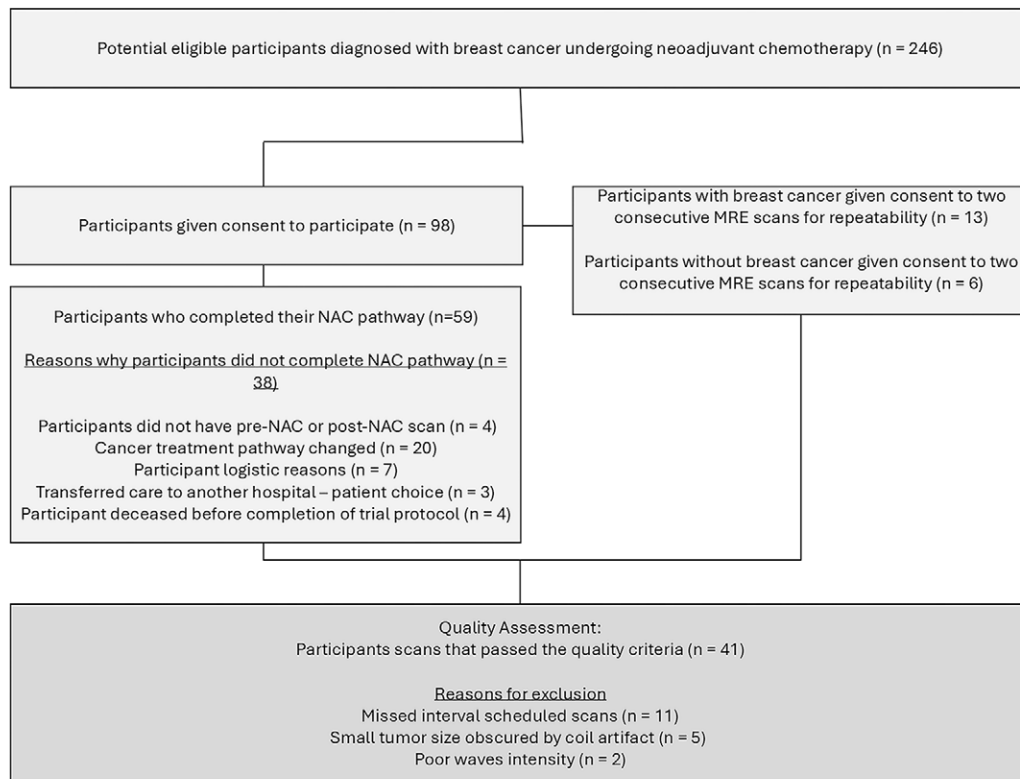 Potential eligible participants diagnosed with breast cancer undergoing neoadjuvant chemotherapy (n = 246)
Participants given consent to participate (n = 98)
Participants with breast cancer given consent to two
consecutive MRE scans for repeatability (n = 13)
Participants without breast cancer given consent to two
consecutive MRE scans for repeatability (n = 6)
Participants who completed their NAC pathway (n=59)
Reasons why participants did not complete NAC pathway (n =
38)
Participants did not have pre-NAC or post-NAC scan (n = 4)
Cancer treatment pathway changed (n = 20)
Participant logistic reasons (n = 7)
Transferred care to another hospital – patient choice (n = 3)
Participant deceased before completion of trial protocol (n = 4)
Quality Assessment:
Participants scans that passed the quality criteria (n = 41)
Reasons for exclusion
Missed interval scheduled scans (n = 11)
Small tumor size obscured by coil artifact (n = 5)
Poor waves intensity (n = 2)